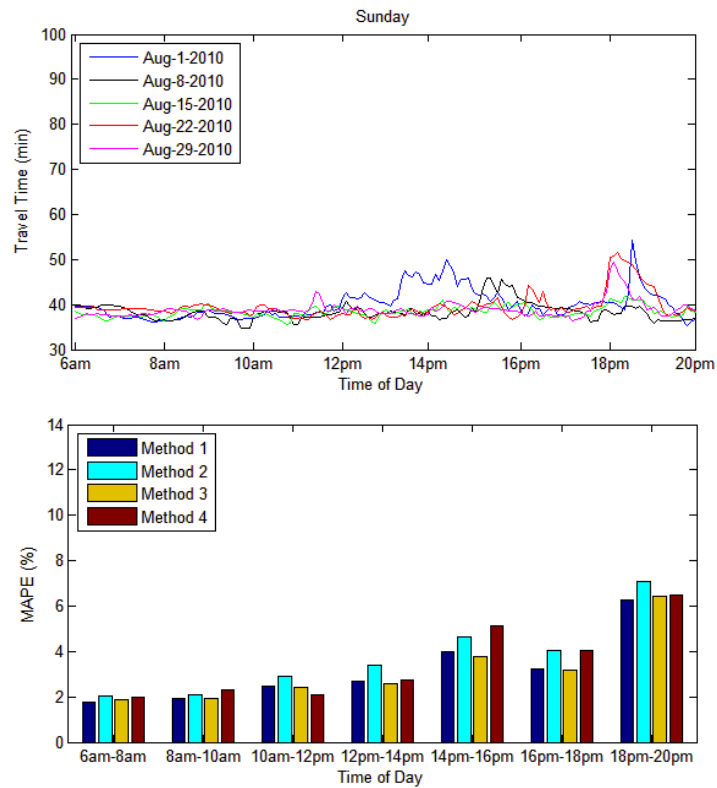 Sunday
Travel Time (min)
100
90
80
70
60
50
40
30
Aug-1-2010
Aug-8-2010
Aug-15-2010
Aug-22-2010
Aug-29-2010
6am 8am 10am 12pm 14pm 16pm 18pm 20pm
Time of Day
MAPE (%)
14
12
10
8
6
4
2
0
Method 1
Method 2
Method 3
Method 4
6am-8am 8am-10am 10am-12pm 12pm-14pm 14pm-16pm 16pm-18pm 18pm-20pm
Time of Day